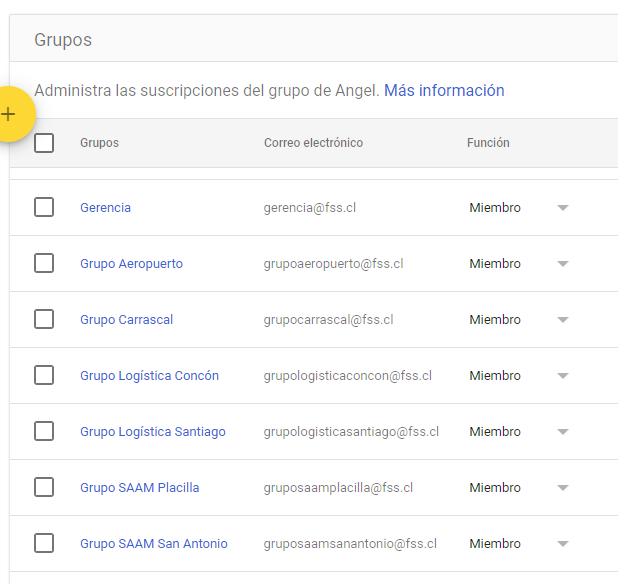 Grupos
Administra las suscripciones del grupo de Angel. Más información
+
Grupos Correo electrónico Función
Gerencia gerencia@fss.cl Miembro
Grupo Aeropuerto grupoaeropuerto@fss.cl Miembro
Grupo Carrascal grupocarrascal@fss.cl Miembro
Grupo Logística Concón grupologisticaconcon@fss.cl Miembro
Grupo Logística Santiago grupologisticasantiago@fss.cl Miembro
Grupo SAAM Placilla gruposaamplacilla@fss.cl Miembro
Grupo SAAM San Antonio gruposaamsanantonio@fss.cl Miembro